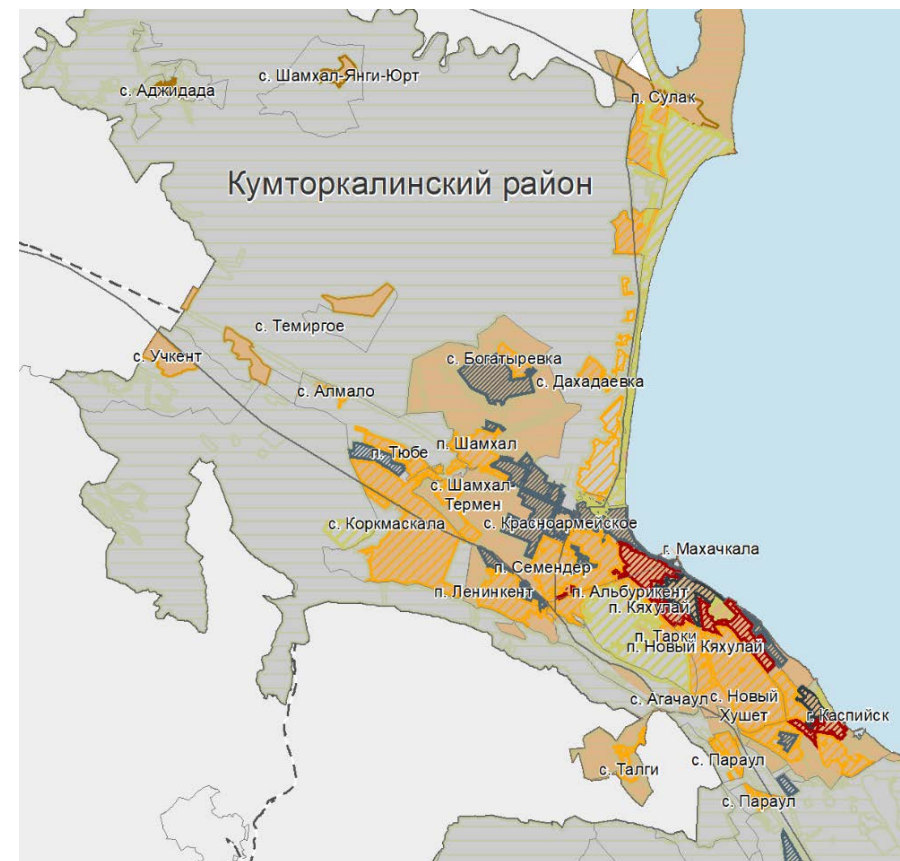 с. Шамхал-Янги-Юрт
с. Аджидада
п. Сулак
Кумторкалинский район
с. Темиргое
с. Учкент
с. Богатыревка
с. Дахадаевка
с. Алмало
п. Шамхал
п. Тюбе
с. Шамхал-
Термен
с. Коркмаскала
с. Красноармейское
г. Махачкала
п. Семендер
п. Ленинкент
п. Альбурикент
п. Кяхулай
п. Тарки
п. Новый Кяхулай
с. Агачаул
с. Новый
Хушет
г. Каспийск
с. Талги
с. Параул
с. Параул